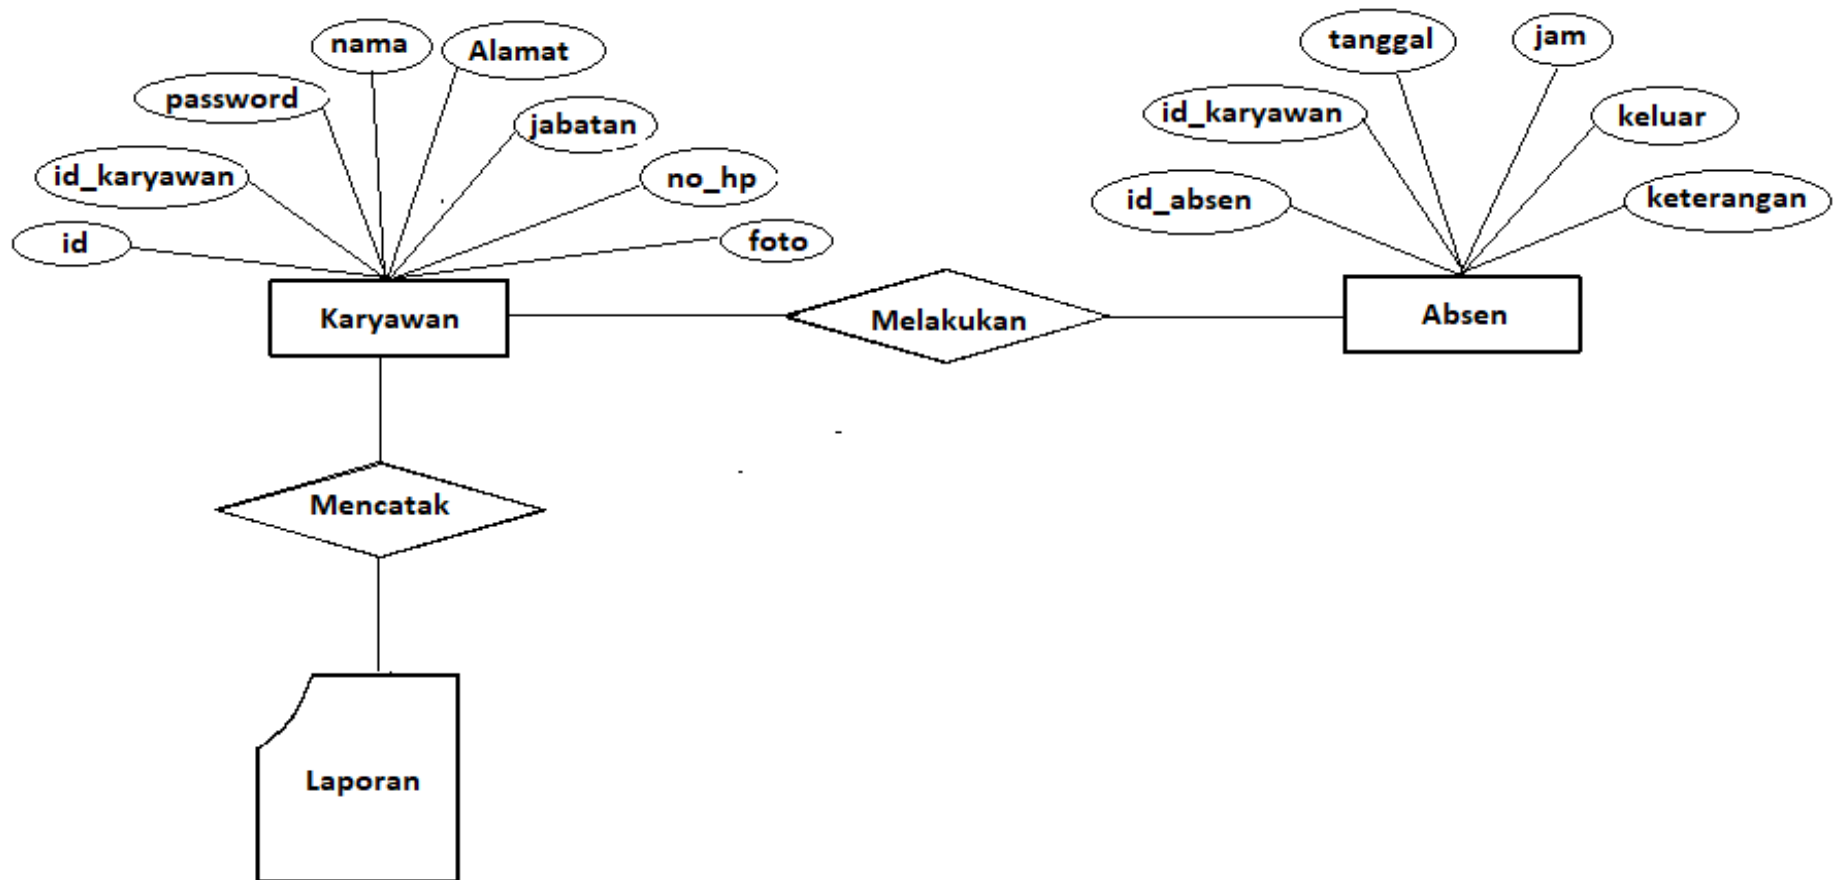 nama
Alamat
password
jabatan
id_karyawan
no_hp
id
foto
Karyawan
Melakukan
tanggal
jam
id_karyawan
keluar
id_absen
keterangan
Absen
Mencatak
Laporan